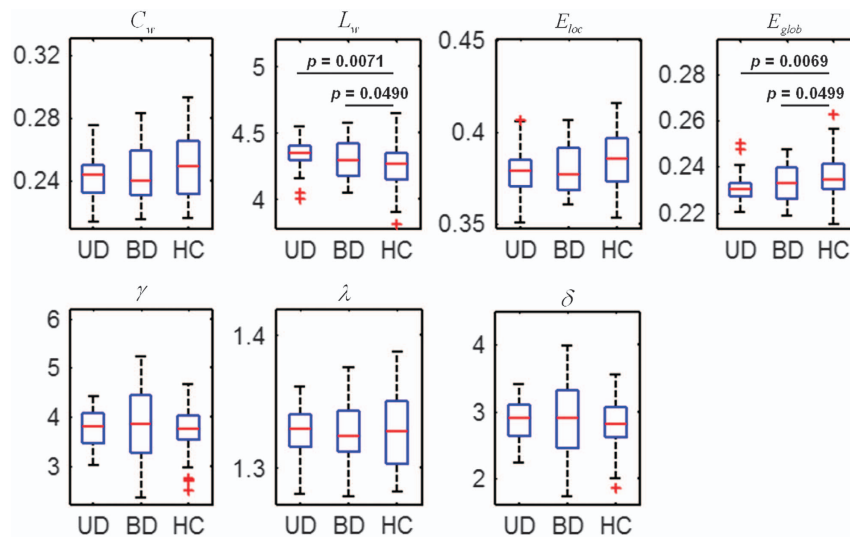 C_w L_w E_loc E_glob
0.32 0.28 0.24
UD BD HC
5 4.5 4
p = 0.0071
p = 0.0490
UD BD HC
0.45 0.4 0.35
UD BD HC
0.28 0.26 0.24 0.22
p = 0.0069
p = 0.0499
UD BD HC
γ λ δ
6 5 4 3
UD BD HC
1.4 1.3
UD BD HC
4 3 2
UD BD HC